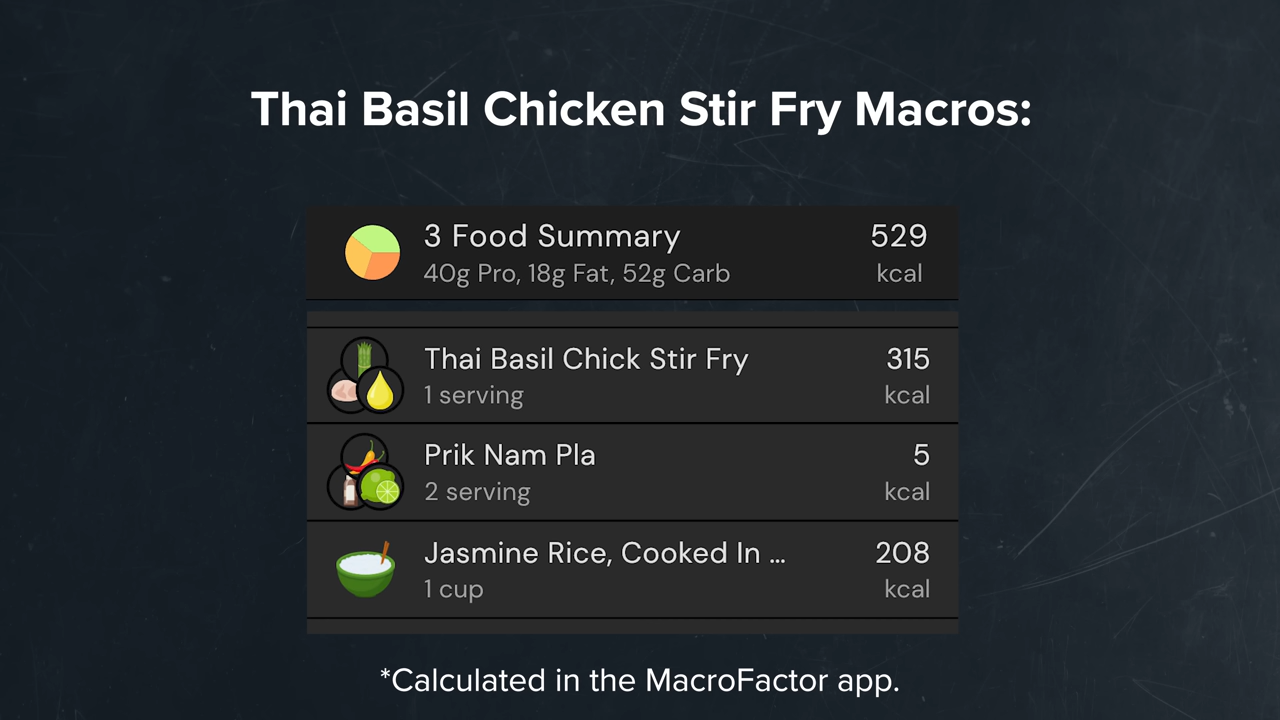 Thai Basil Chicken Stir Fry Macros:
3 Food Summary 529
40g Pro, 18g Fat, 52g Carb kcal
Thai Basil Chick Stir Fry 315
1 serving kcal
Prik Nam Pla 5
2 serving kcal
Jasmine Rice, Cooked In ... 208
1 cup kcal
*Calculated in the MacroFactor app.